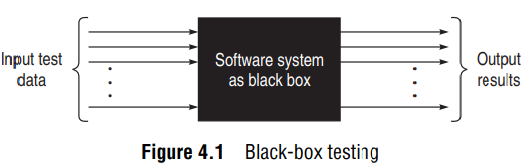 Input test
data
Software system
as black box
Output
results
Figure 4.1 Black-box testing